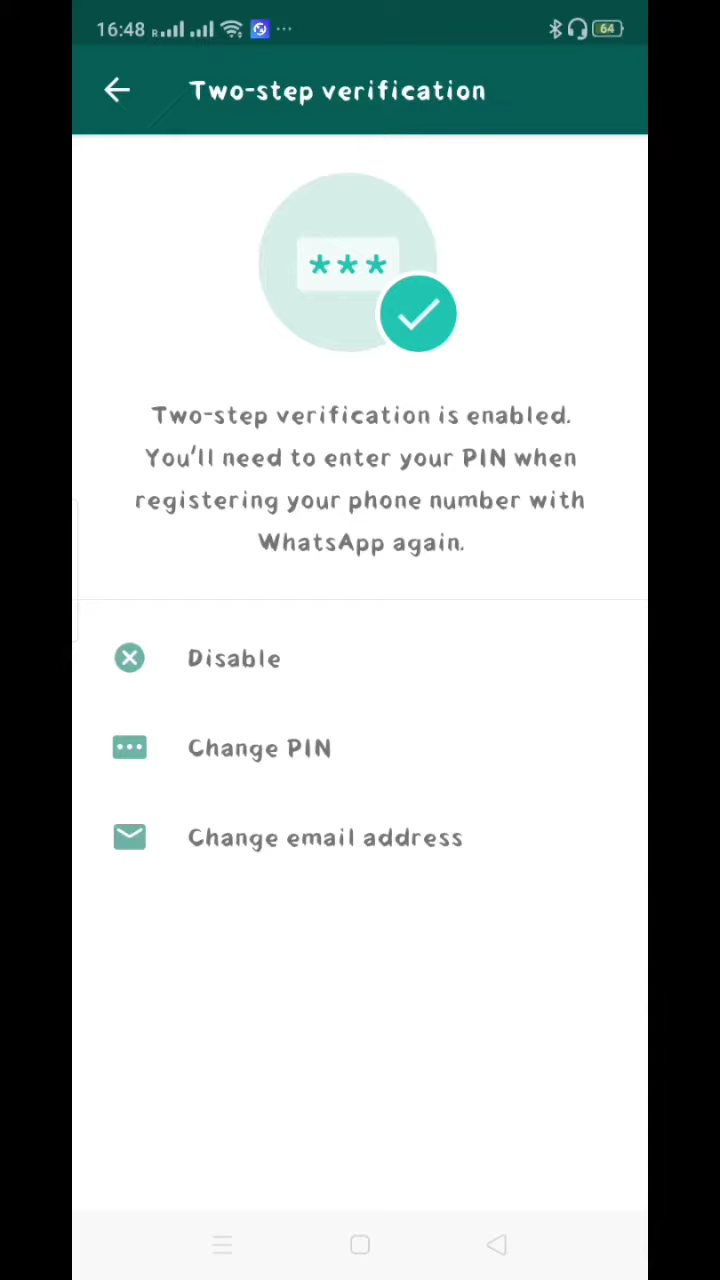 16:48 R 64
Two-step verification
***
Two-step verification is enabled.
You'll need to enter your PIN when
registering your phone number with
WhatsApp again.
Disable
Change PIN
Change email address